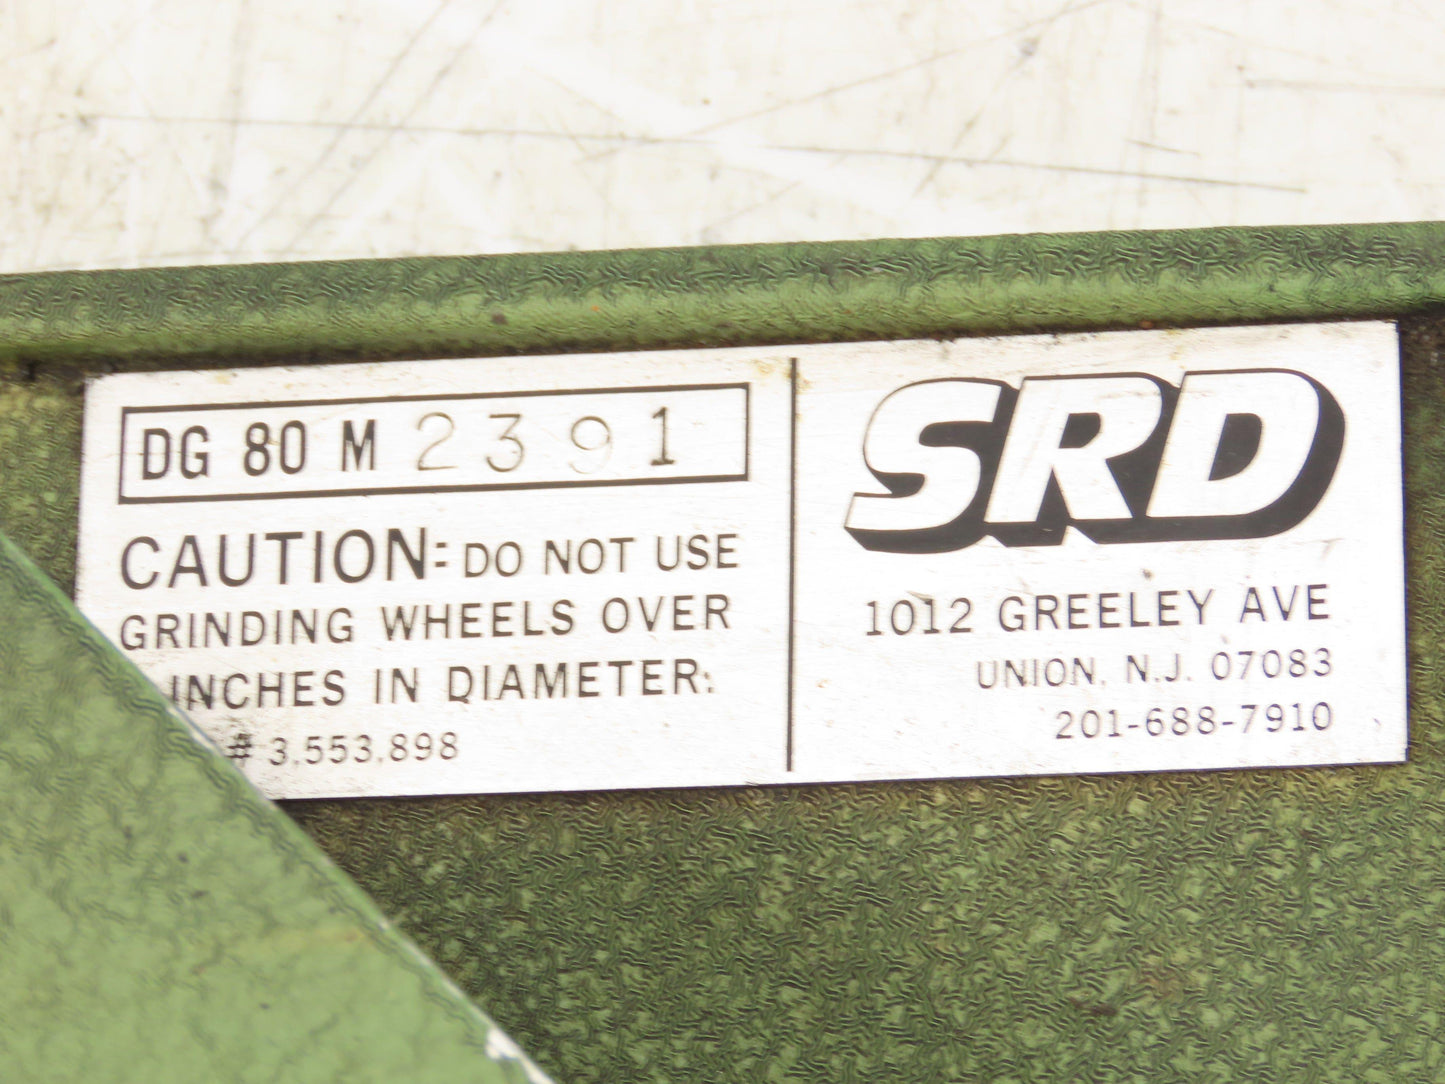 DG 80 M 2391
CAUTION: DO NOT USE
GRINDING WHEELS OVER
INCHES IN DIAMETER.
# 3,553,898
SRD
1012 GREELEY AVE
UNION, N.J. 07083
201-688-7910